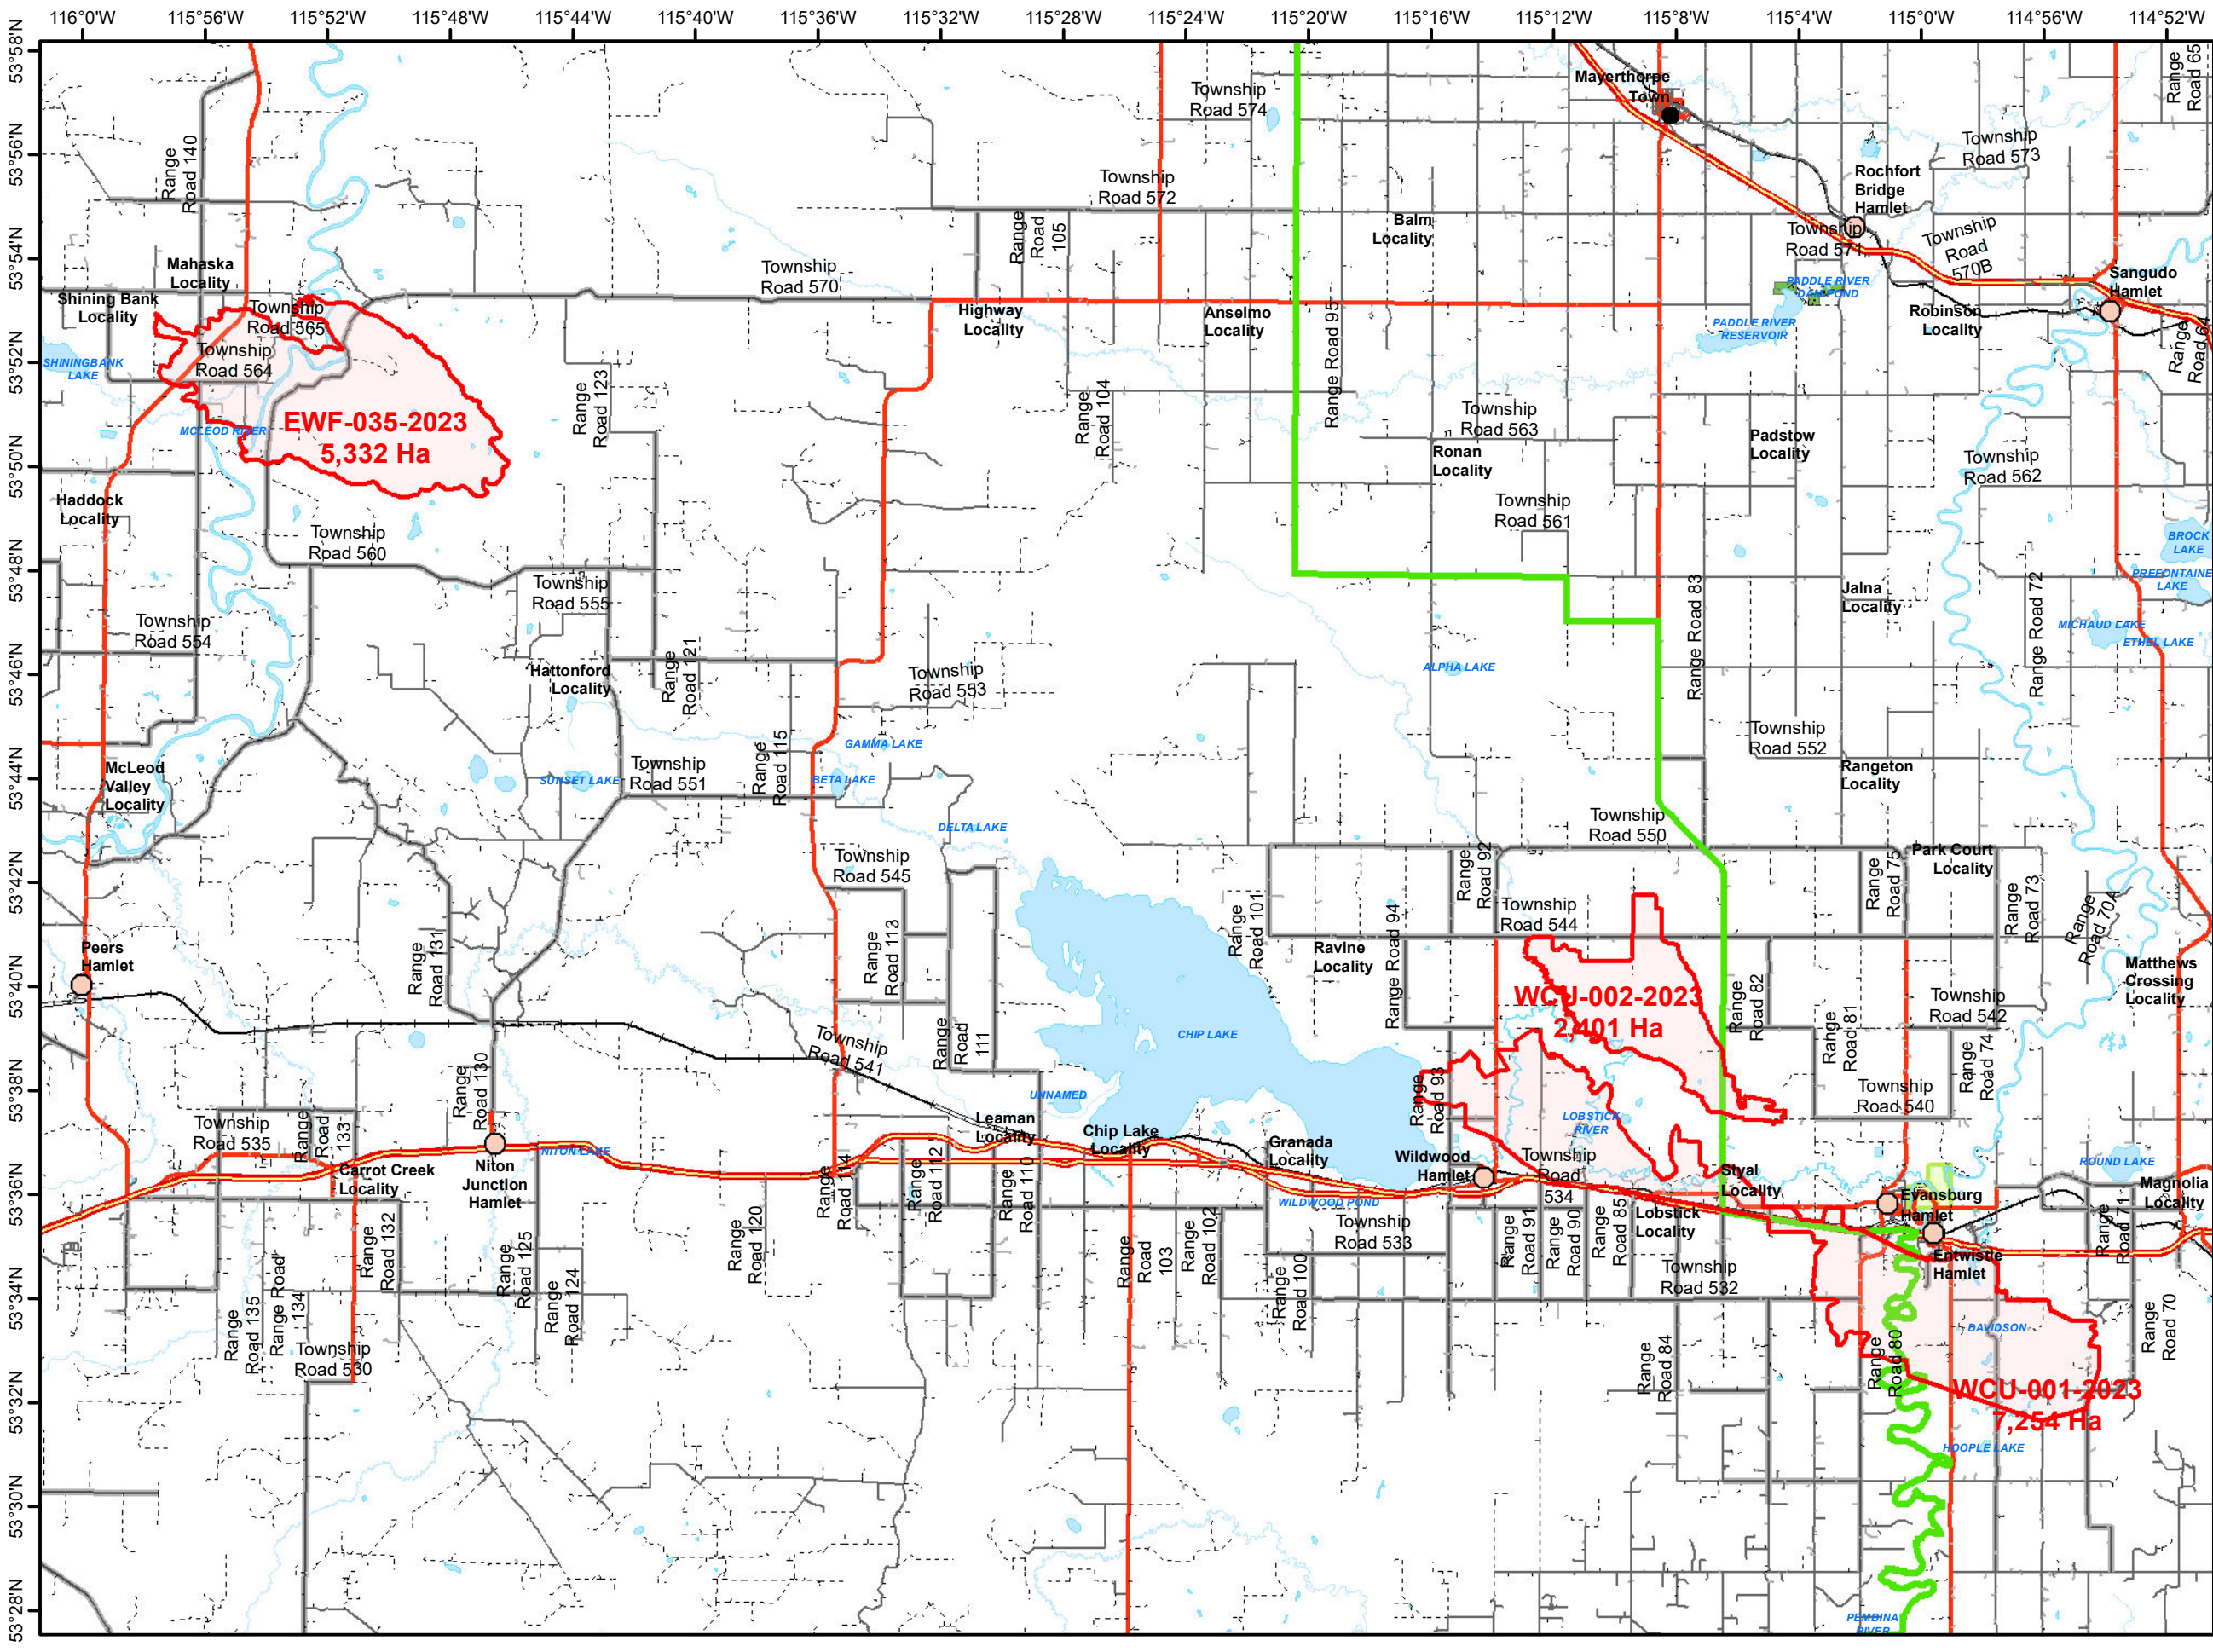 116°0'W
115°56'W
115°52'W
115°48'W
115°44'W
115°40'W
115°36'W
115°32'W
115°28'W
115°24'W
115°20'W
115°16'W
115°12'W
115°8'W
115°4'W
115°0'W
114°56'W
114°52'W
53°58'N
53°56'N
53°54'N
53°52'N
53°50'N
53°48'N
53°46'N
53°44'N
53°42'N
53°40'N
53°38'N
53°36'N
53°34'N
53°32'N
53°30'N
53°28'N
Mayerthorpe
Town
Range
Road 65
Township
Road 574
Range
Road 140
Township
Road 573
Township
Road 572
Rochfort
Bridge
Hamlet
Range
Road
105
Balm
Locality
Township
Road 571
Township
Road
570B
Mahaska
Locality
Township
Road 570
Sangudo
Hamlet
PADDLE RIVER
DAM POND
Shining Bank
Locality
Township
Road 565
Highway
Locality
Anselmo
Locality
Range Road 95
PADDLE RIVER
RESERVOIR
Robinson
Locality
Range
Road 64
SHININGBANK
LAKE
Township
Road 564
Range
Road 123
Range
Road 104
EWF-035-2023
5,332 Ha
MCLEOD RIVER
Township
Road 563
Ronan
Locality
Padstow
Locality
Township
Road 562
Haddock
Locality
Township
Road 561
Township
Road 560
BROCK
LAKE
PREFONTAINE
LAKE
Township
Road 555
Range Road 83
Jalna
Locality
Range Road 72
Township
Road 554
MICHAUD LAKE
ETHEL LAKE
Hattonford
Locality
Range
Road 121
Township
Road 553
ALPHA LAKE
Township
Road 552
GAMMA LAKE
McLeod
Valley
Locality
SUNSET LAKE
Township
Road 551
Range
Road 115
BETA LAKE
Rangeton
Locality
DELTA LAKE
Township
Road 550
Township
Road 545
Range
Road 92
Range
Road 75
Park Court
Locality
Range
Road 73
Range
Road 70A
Range
Road 101
Township
Road 544
Peers
Hamlet
Range
Road 131
Range
Road 113
Ravine
Locality
Range Road 94
Matthews
Crossing
Locality
WCU-002-2023
2,401 Ha
Range
Road 82
Township
Road 542
CHIP LAKE
Township
Road 541
Range
Road
111
Range
Road 81
Range
Road 74
Range
Road 130
UNNAMED
Range
Road 93
Township
Road 540
Township
Road 535
Range
Road
133
Leaman
Locality
Chip Lake
Locality
Granada
Locality
LOBSTICK
RIVER
NITON LAKE
Carrot Creek
Locality
Niton
Junction
Hamlet
Range
Road 114
Range
Road 112
Range
Road 110
Wildwood
Hamlet
Township
Road
534
Styal
Locality
ROUND LAKE
Magnolia
Locality
Evansburg
Hamlet
WILDWOOD POND
Lobstick
Locality
Range
Road 132
Range
Road 125
Range
Road 124
Range
Road 120
Range
Road
103
Range
Road 102
Township
Road 533
Range
Road 91
Range
Road 90
Range
Road 85
Range
Road 71
Entwistle
Hamlet
Range
Road 135
Range Road
134
Range
Road 100
Township
Road 532
Township
Road 530
Range
Road 84
Range
Road 80
DAVIDSON
Range
Road 70
WCU-001-2023
7,254 Ha
HOOPLE LAKE
PEMBINA
RIVER